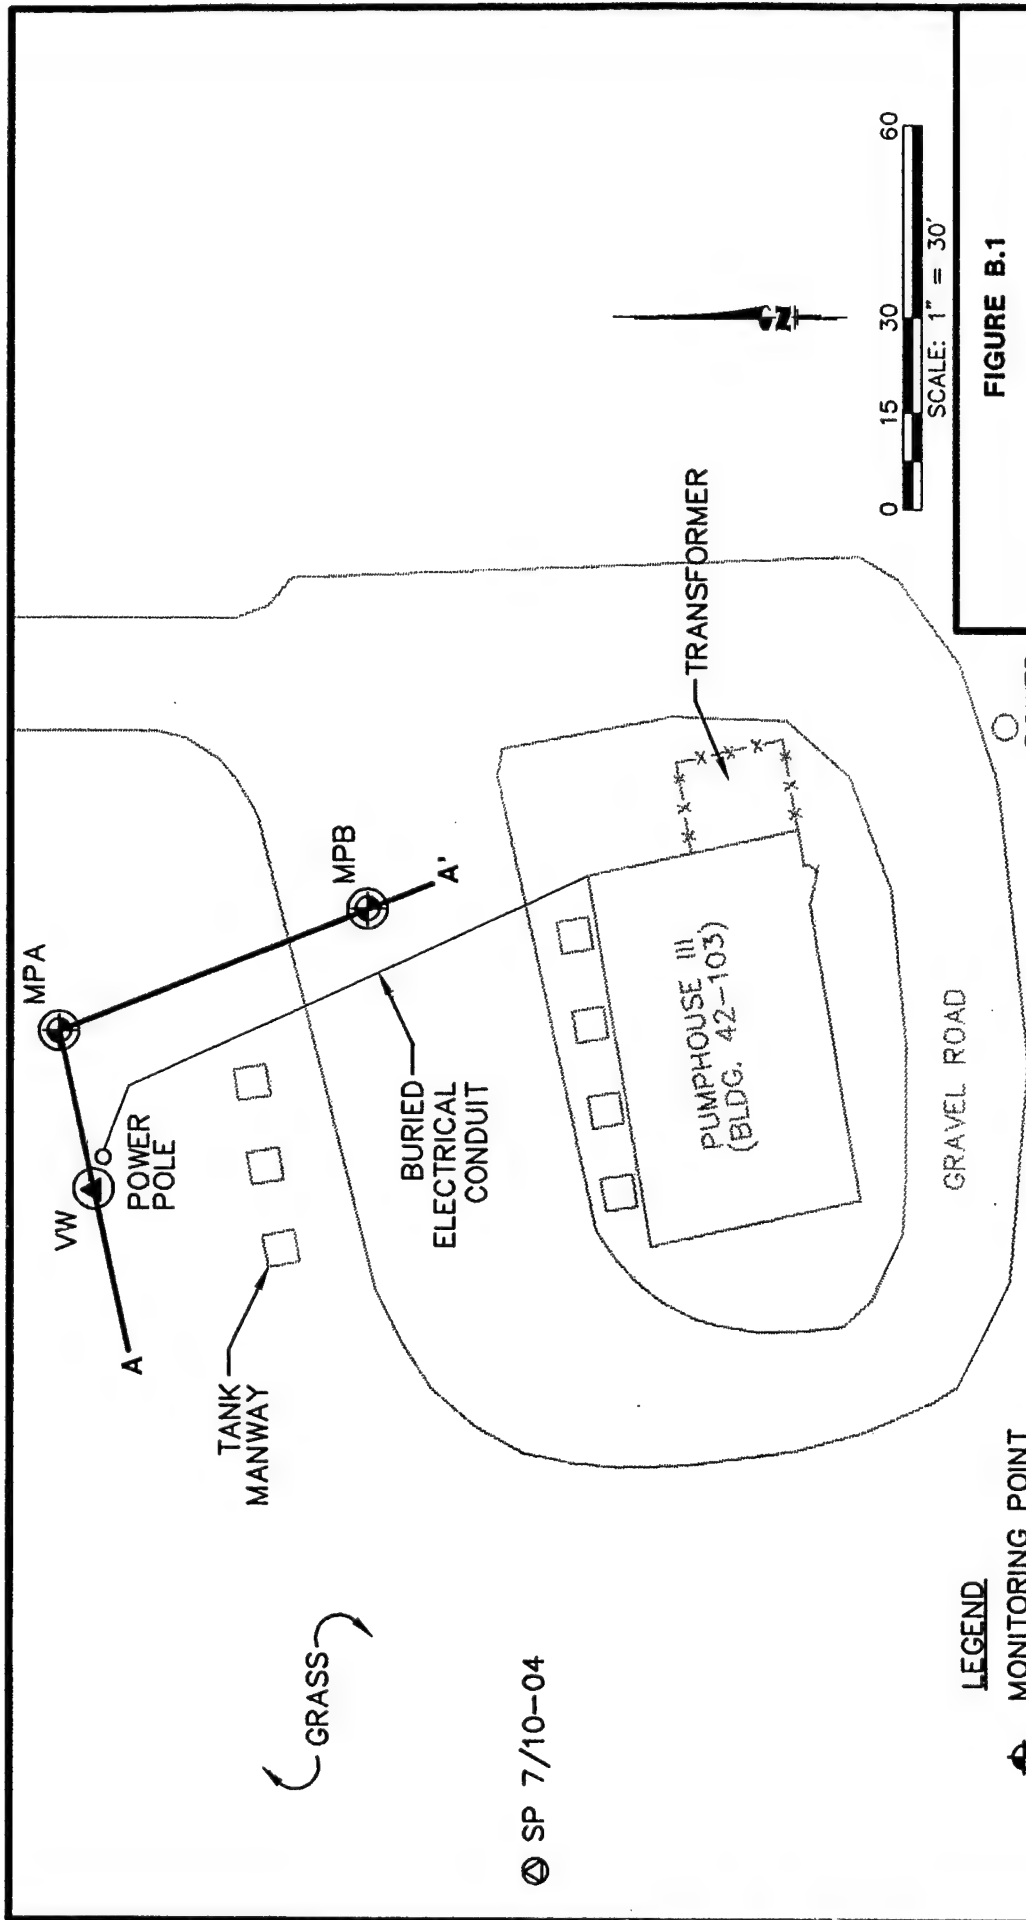 MPA
VW
POWER
POLE
MPB
A
A'
TANK
MANWAY
BURIED
ELECTRICAL
CONDUIT
GRASS
SP 7/10-04
TRANSFORMER
PUMPHOUSE III
(BLDG. 42-103)
GRAVEL ROAD
N
0 15 30 60
SCALE: 1" = 30'
FIGURE B.1
LEGEND
MONITORING POINT